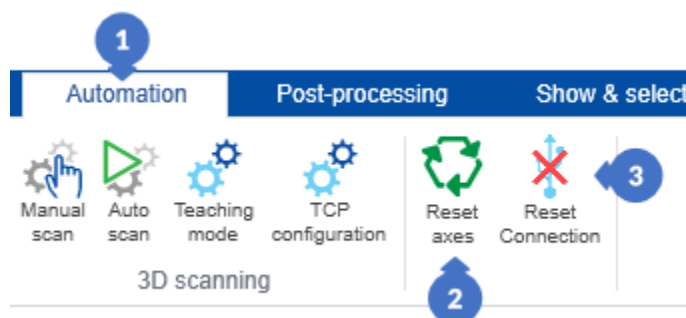 1
Automation Post-processing Show & select
Manual scan
Auto scan
Teaching mode
TCP configuration
Reset axes
Reset Connection
3
3D scanning
2